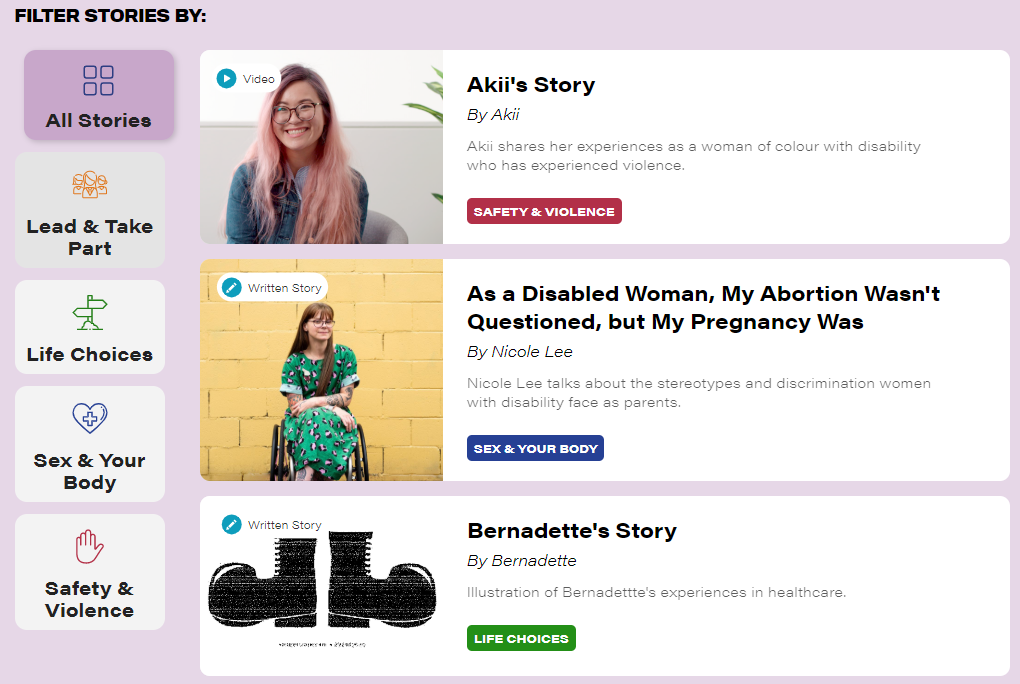 FILTER STORIES BY:
All Stories
Lead & Take
Part
Life Choices
Sex & Your
Body
Safety &
Violence
Video
Akii's Story
By Akii
Akii shares her experiences as a woman of colour with disability
who has experienced violence.
SAFETY & VIOLENCE
Written Story
As a Disabled Woman, My Abortion Wasn't
Questioned, but My Pregnancy Was
By Nicole Lee
Nicole Lee talks about the stereotypes and discrimination women
with disability face as parents.
SEX & YOUR BODY
Written Story
Bernadette's Story
By Bernadette
Illustration of Bernadettte's experiences in healthcare.
LIFE CHOICES